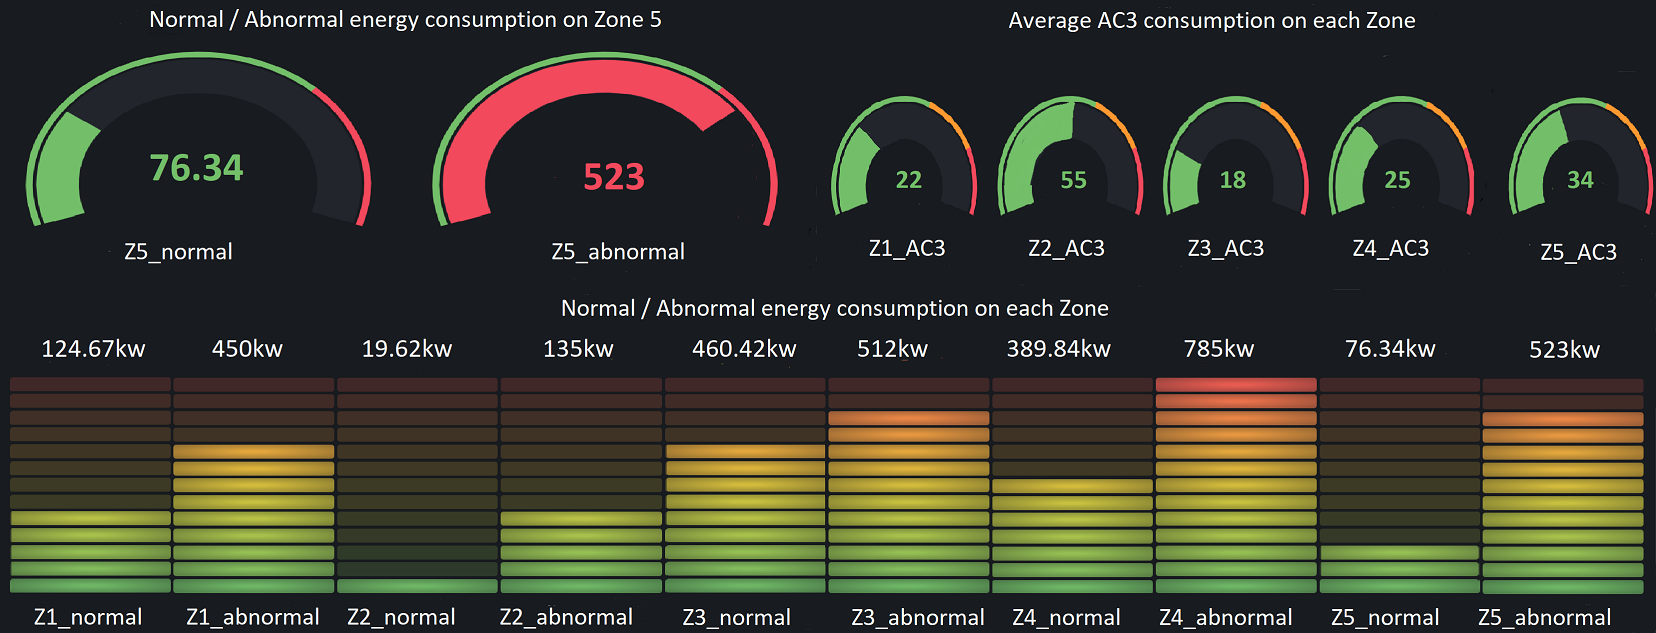 Normal / Abnormal energy consumption on Zone 5
Average AC3 consumption on each Zone
76.34
523
22
55
18
25
34
Z5_normal
Z5_abnormal
Z1_AC3
Z2_AC3
Z3_AC3
Z4_AC3
Z5_AC3
Normal / Abnormal energy consumption on each Zone
124.67kw
450kw
19.62kw
135kw
460.42kw
512kw
389.84kw
785kw
76.34kw
523kw
Z1_normal
Z1_abnormal
Z2_normal
Z2_abnormal
Z3_normal
Z3_abnormal
Z4_normal
Z4_abnormal
Z5_normal
Z5_abnormal